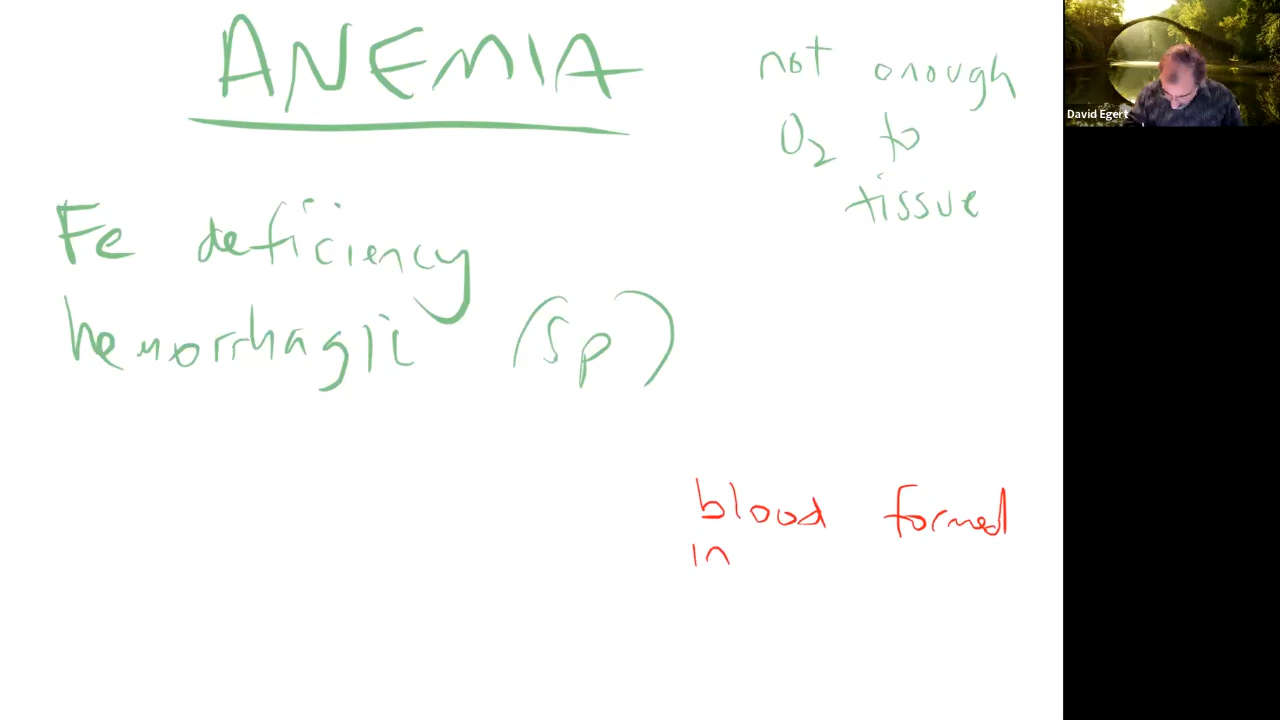 ANEMIA
not enough
O2 to
tissue
Fe deficiency
hemorrhagic (sp)
blood formed
in
David Egert